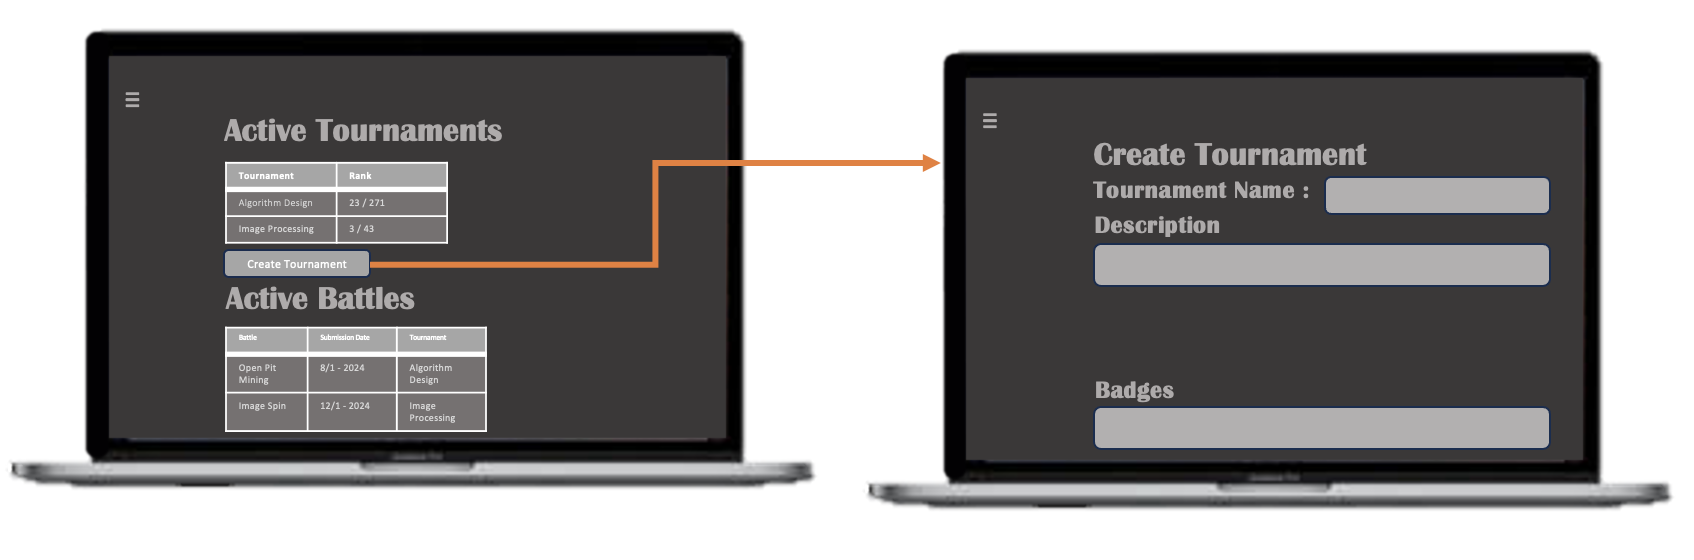 Active Tournaments
Tournament Rank
Algorithm Design 23 / 271
Image Processing 3 / 43
Create Tournament
Active Battles
Battle Submission Date Tournament
Open Pit Mining 8/1 - 2024 Algorithm Design
Image Spin 12/1 - 2024 Image Processing
Create Tournament
Tournament Name :
Description
Badges